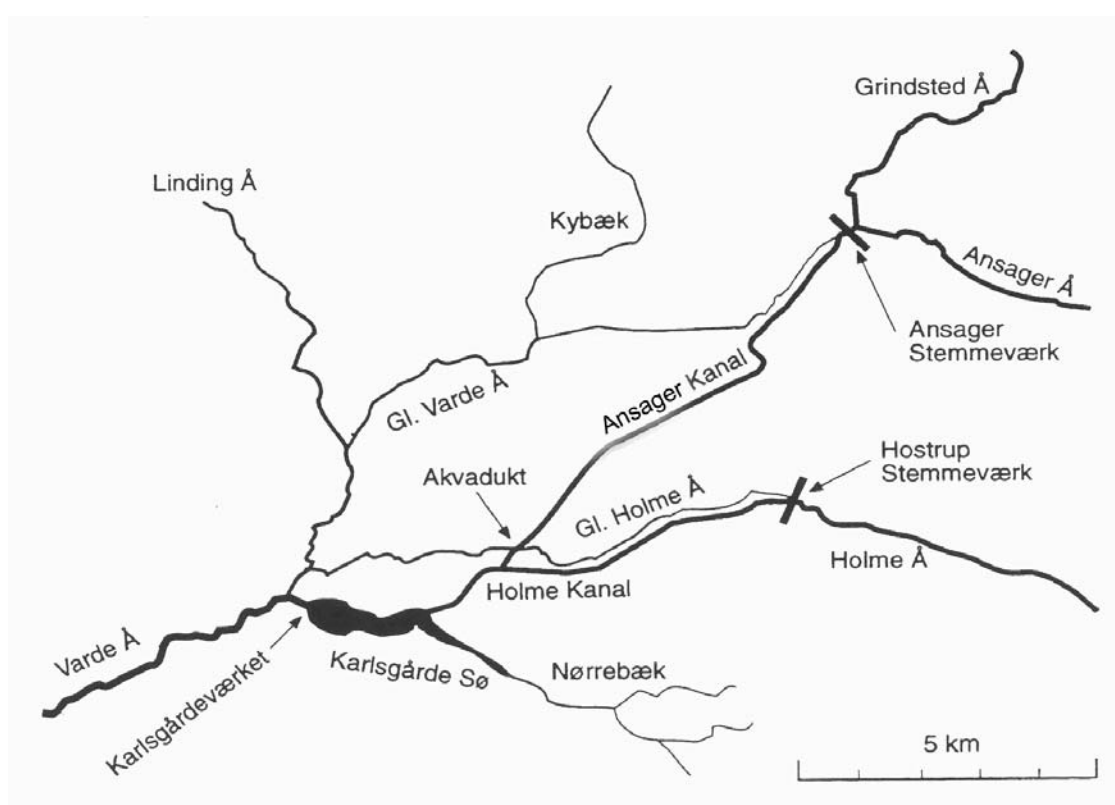 Grindsted Å
Linding Å
Kybæk
Ansager Å
Ansager
Stemmeværk
Ansager Kanal
Gl. Varde Å
Hostrup
Stemmeværk
Akvadukt
Gl. Holme Å
Holme Å
Holme Kanal
Varde Å
Karlsgårde Sø
Nørrebæk
Karlsgårdeværket
5 km